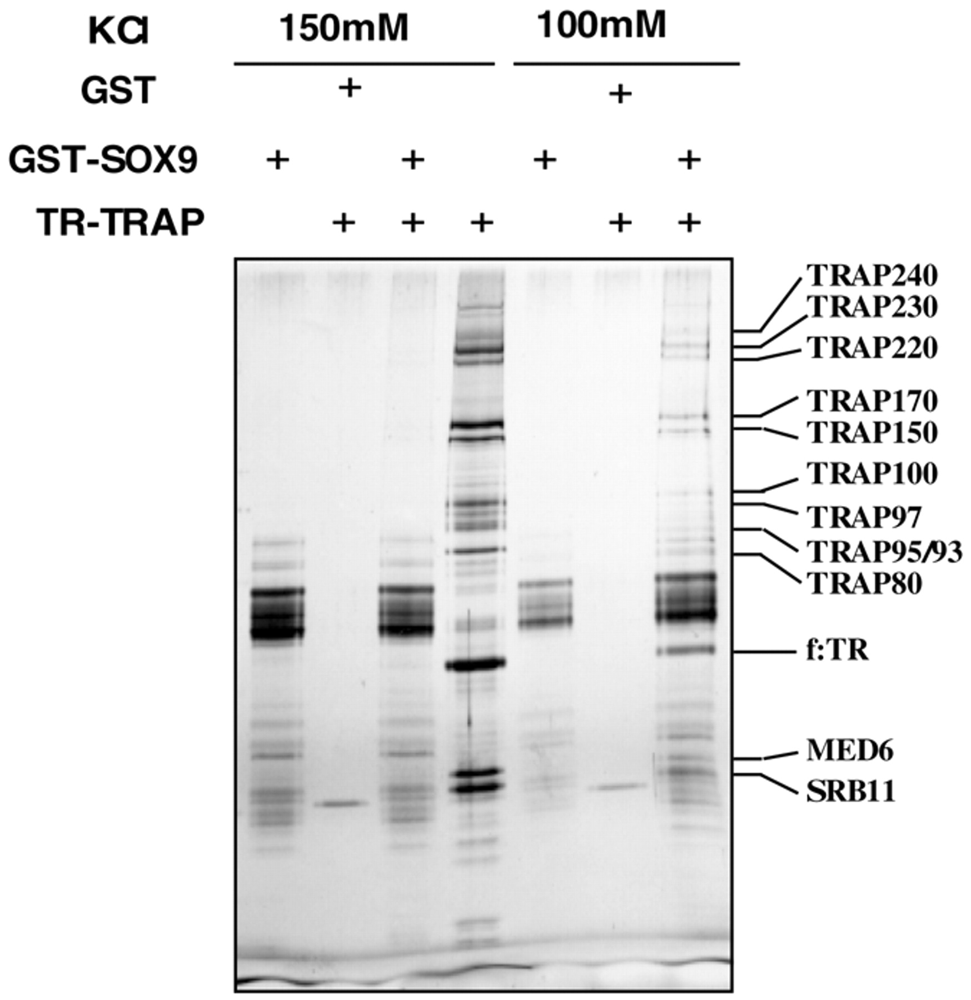 KCl 150mM 100mM
GST + +
GST-SOX9 + + + +
TR-TRAP + + + + +
TRAP240
TRAP230
TRAP220
TRAP170
TRAP150
TRAP100
TRAP97
TRAP95/93
TRAP80
f:TR
MED6
SRB11